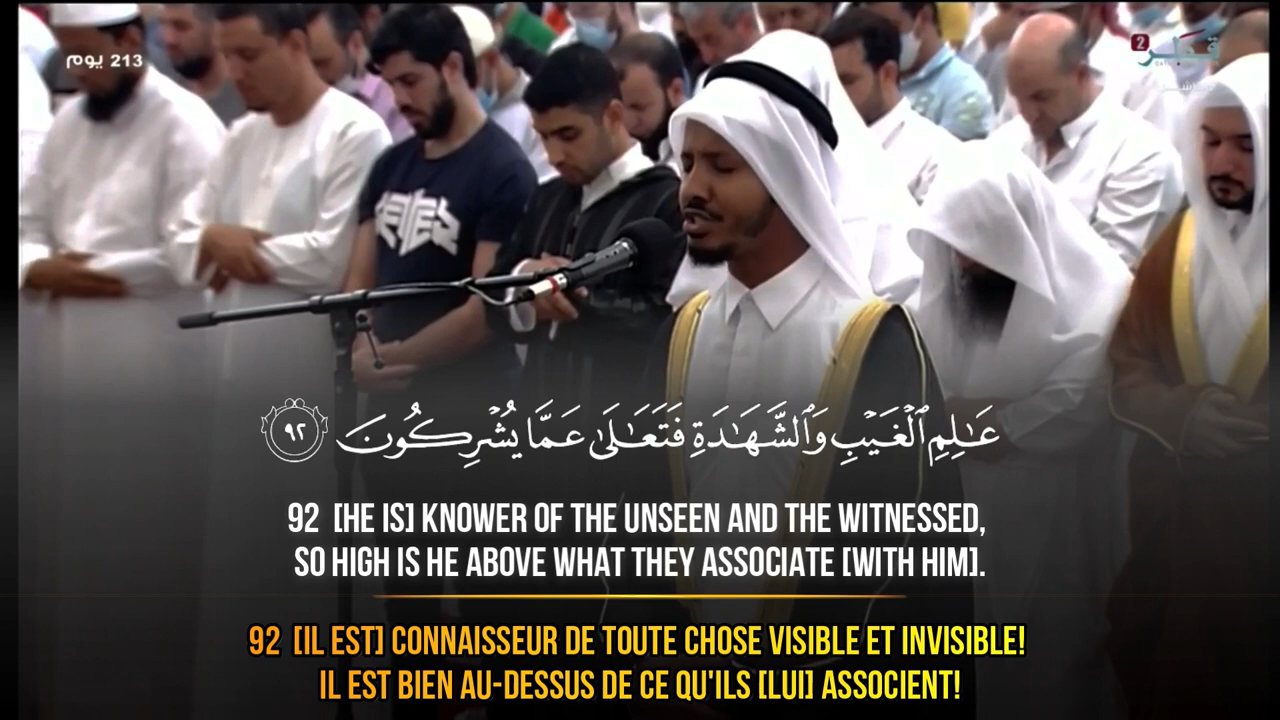 213 يوم
قطر 2
عَـٰلِمِ ٱلْغَيْبِ وَٱلشَّهَـٰدَةِ فَتَعَـٰلَىٰ عَمَّا يُشْرِكُونَ ٩٢
92 [HE IS] KNOWER OF THE UNSEEN AND THE WITNESSED,
SO HIGH IS HE ABOVE WHAT THEY ASSOCIATE [WITH HIM].
92 [IL EST] CONNAISSEUR DE TOUTE CHOSE VISIBLE ET INVISIBLE!
IL EST BIEN AU-DESSUS DE CE QU'ILS [LUI] ASSOCIENT!